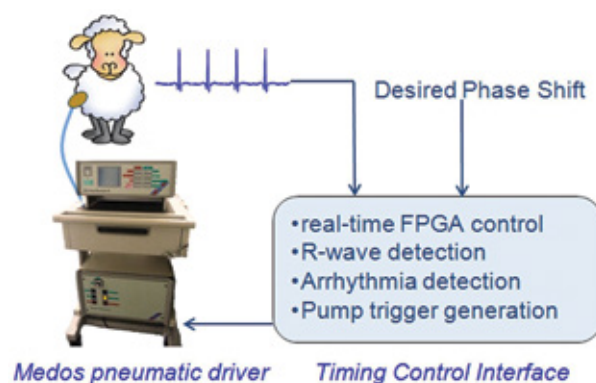 Desired Phase Shift
•real-time FPGA control
•R-wave detection
•Arrhythmia detection
•Pump trigger generation
Medos pneumatic driver
Timing Control Interface